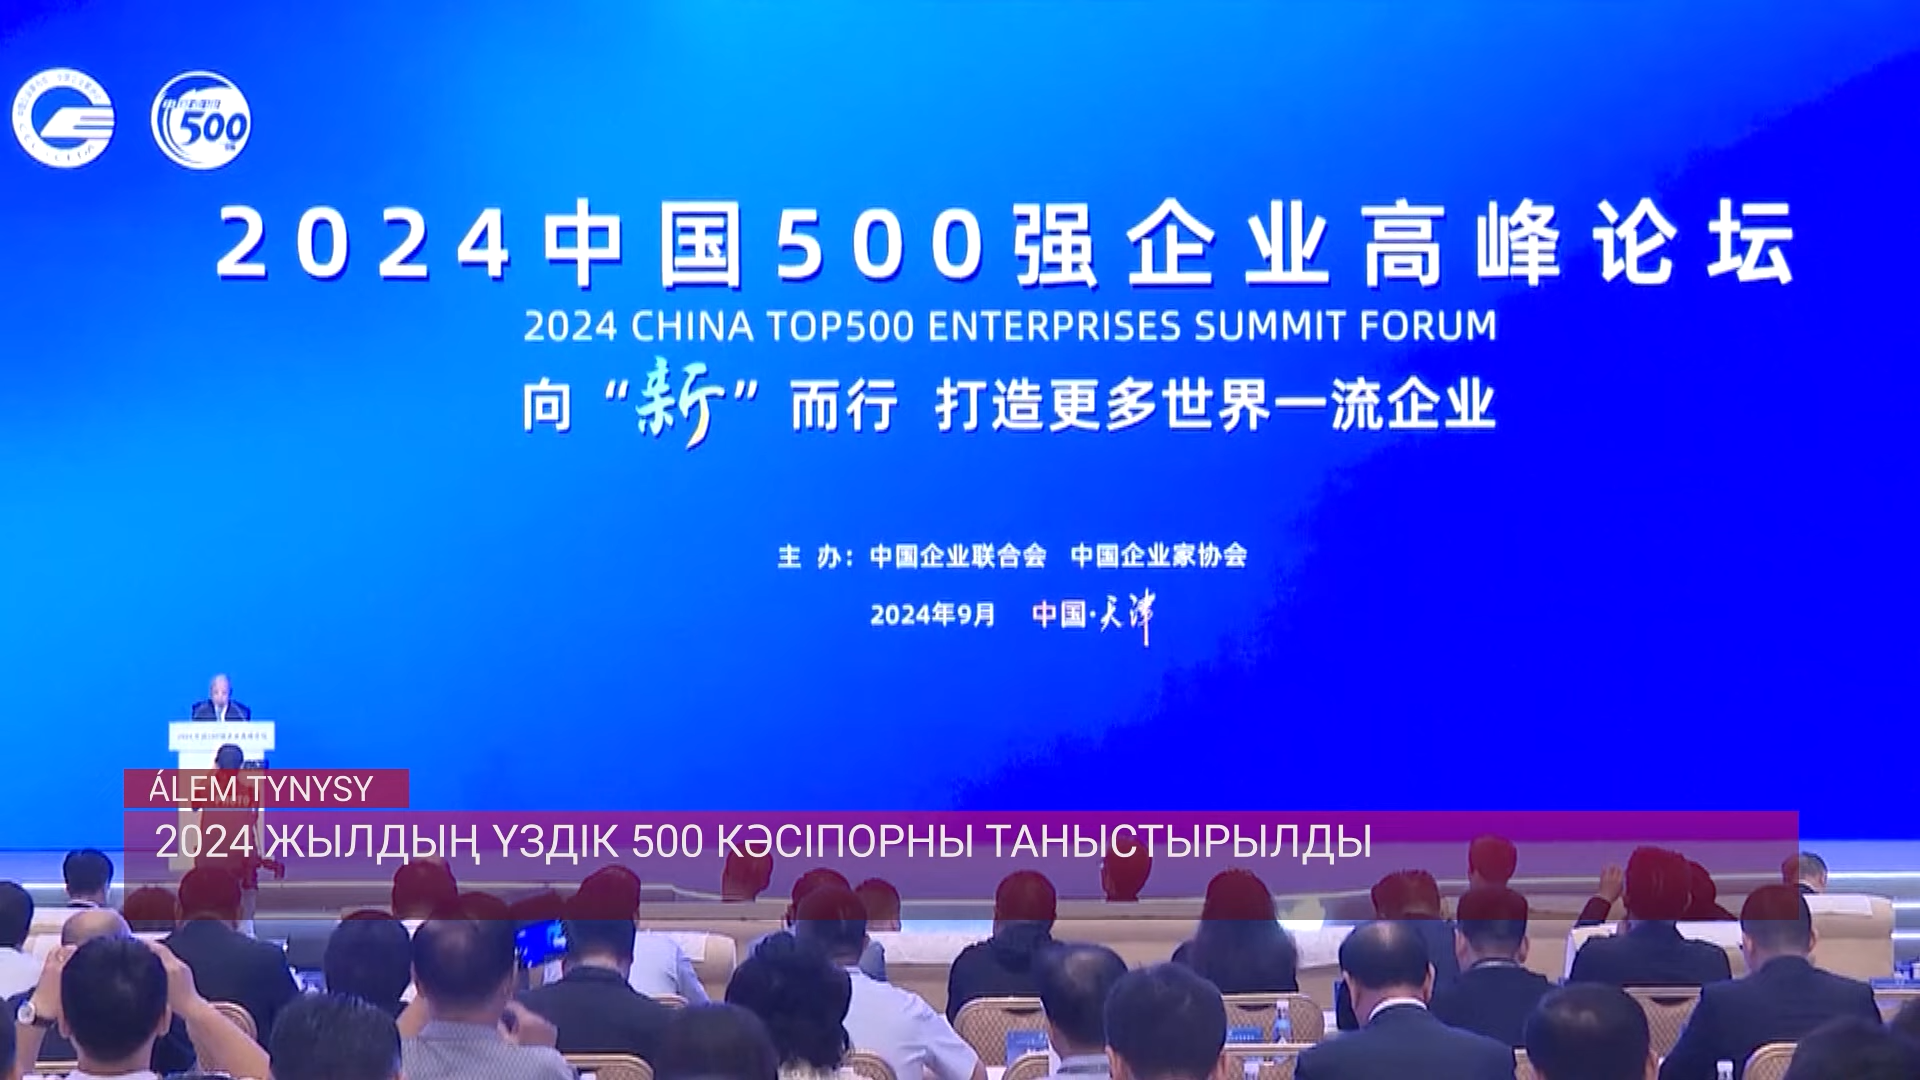 500
2024中国500强企业高峰论坛
2024 CHINA TOP500 ENTERPRISES SUMMIT FORUM
向“新”而行 打造更多世界一流企业
主 办：中国企业联合会 中国企业家协会
2024年9月 中国·天津
ÁLEM TYNYSY
2024 ЖЫЛДЫҢ ҮЗДІК 500 КӘСІПОРНЫ ТАНЫСТЫРЫЛДЫ